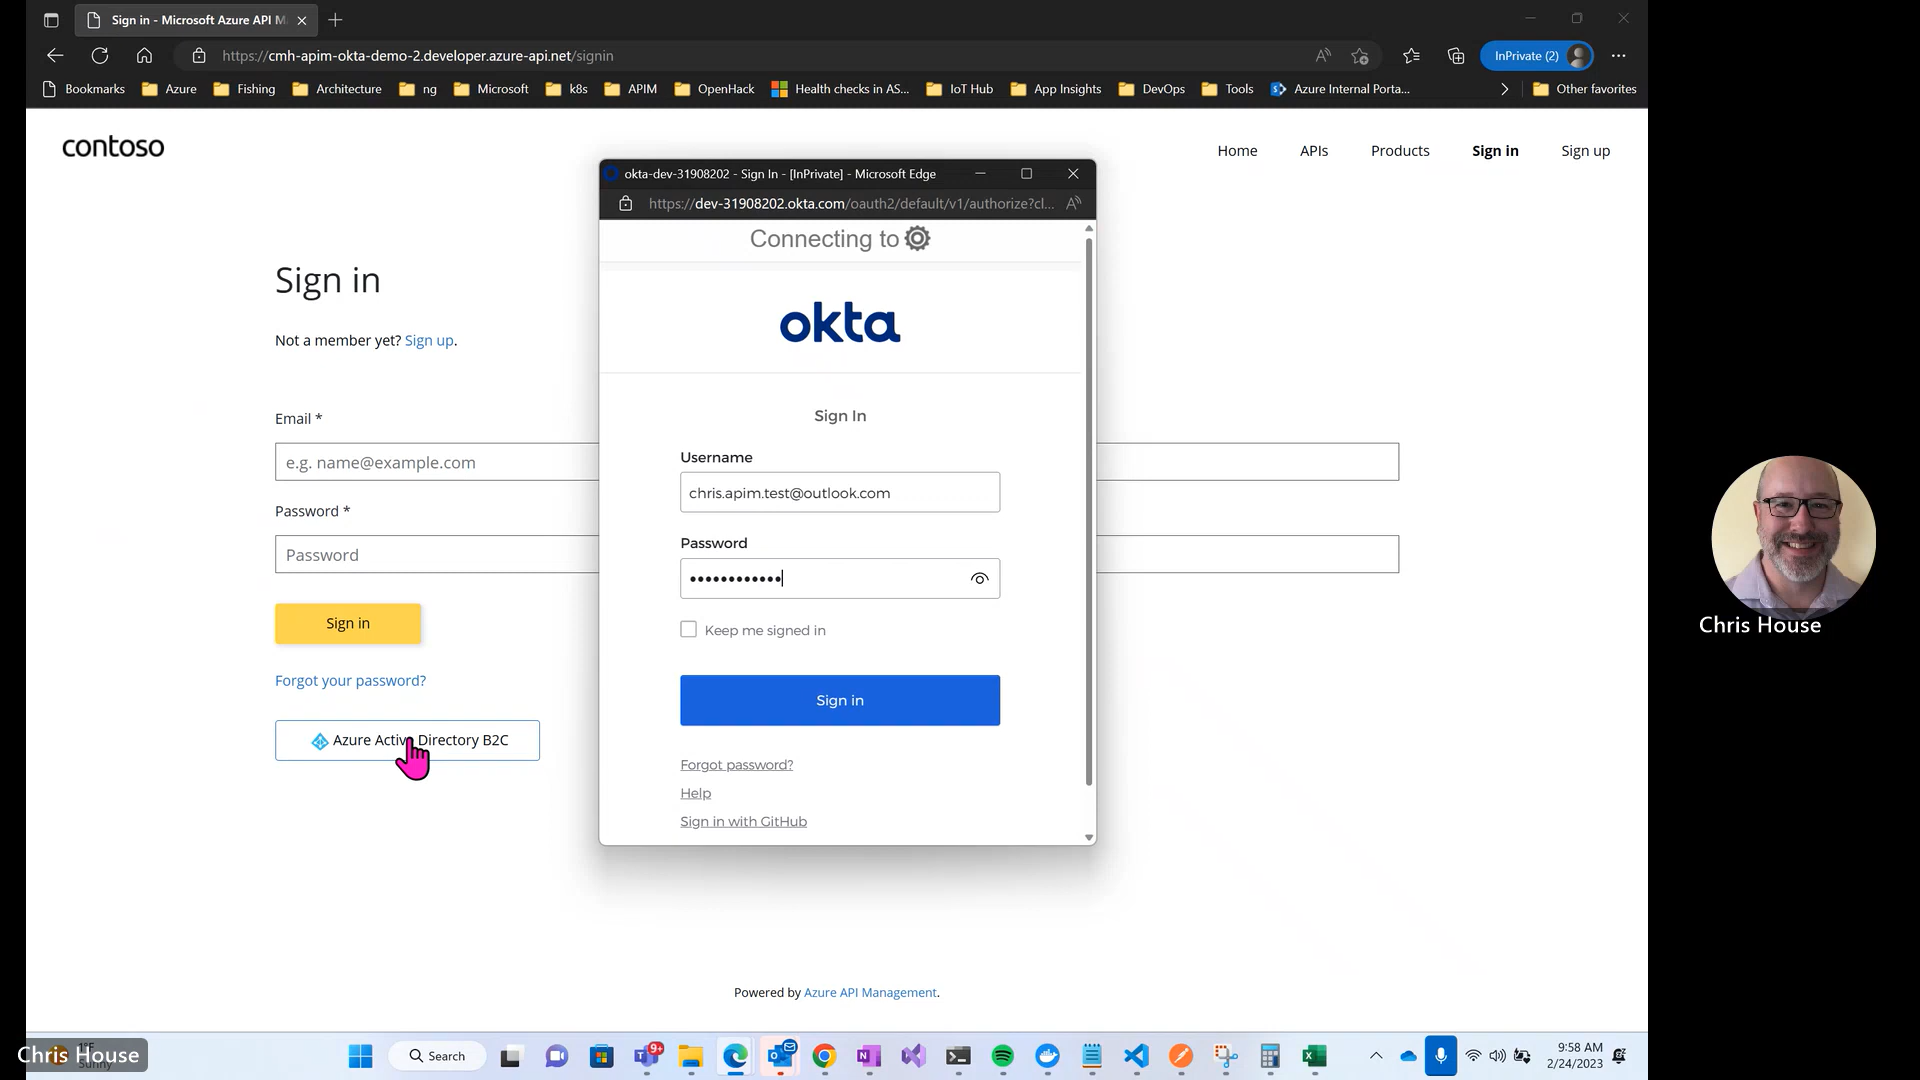 Sign in - Microsoft Azure API M
https://cmh-apim-okta-demo-2.developer.azure-api.net/signin
InPrivate (2)
Bookmarks
Azure
Fishing
Architecture
ng
Microsoft
k8s
APIM
OpenHack
Health checks in AS...
IoT Hub
App Insights
DevOps
Tools
Azure Internal Porta...
Other favorites
contoso
Home
APIs
Products
Sign in
Sign up
Sign in
Not a member yet? Sign up.
Email *
e.g. name@example.com
Password *
Password
Sign in
Forgot your password?
Azure Active Directory B2C
okta-dev-31908202 - Sign In - [InPrivate] - Microsoft Edge
https://dev-31908202.okta.com/oauth2/default/v1/authorize?cl...
Connecting to
okta
Sign In
Username
chris.apim.test@outlook.com
Password
••••••••••••
Keep me signed in
Sign in
Forgot password?
Help
Sign in with GitHub
Powered by Azure API Management.
Chris House
Chris House
Sunny
Search
9+
9:58 AM
2/24/2023